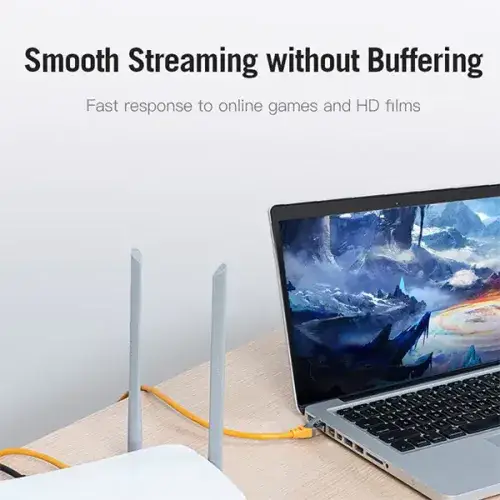 Smooth Streaming without Buffering
Fast response to online games and HD films